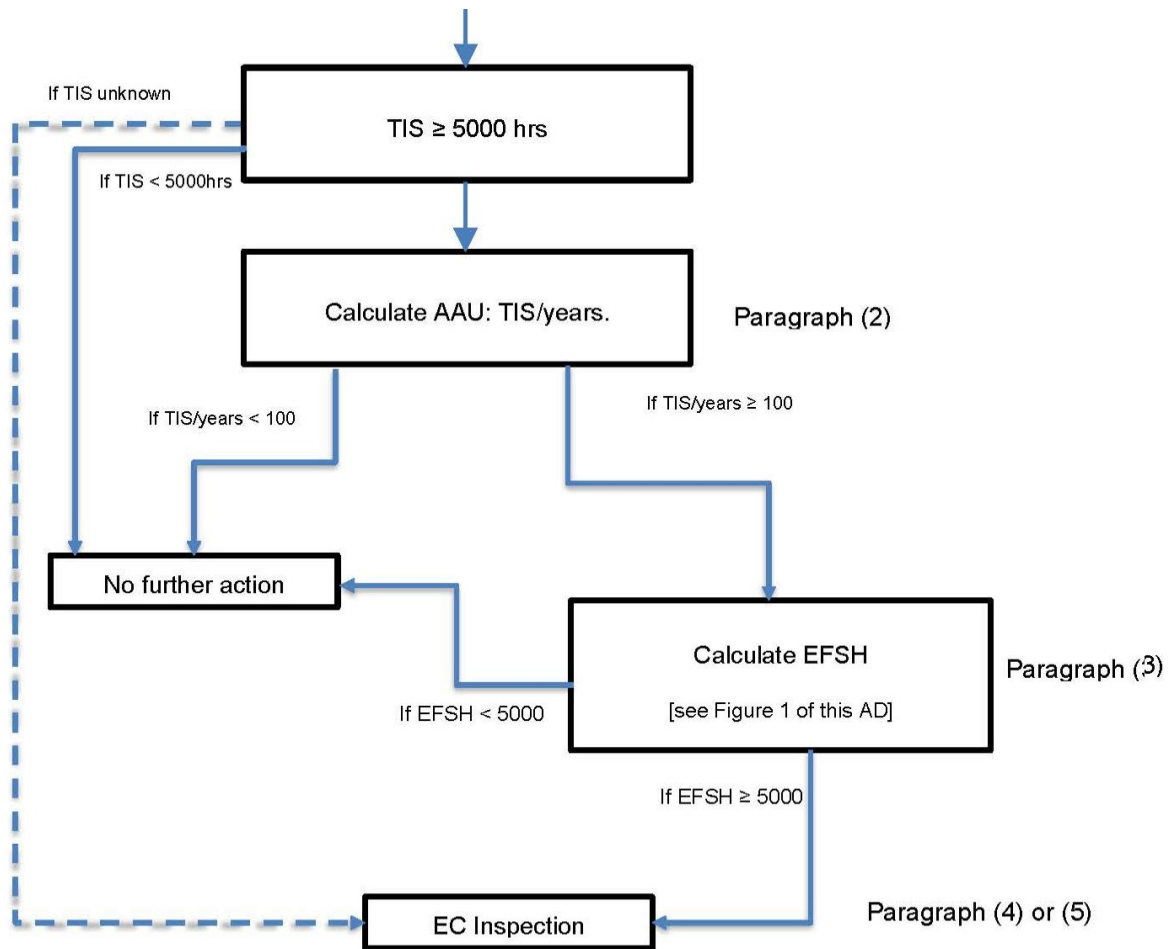 If TIS unknown
TIS ≥ 5000 hrs
If TIS < 5000hrs
Calculate AAU: TIS/years.
Paragraph (2)
If TIS/years < 100
If TIS/years ≥ 100
No further action
Calculate EFSH
[see Figure 1 of this AD]
Paragraph (3)
If EFSH < 5000
If EFSH ≥ 5000
EC Inspection
Paragraph (4) or (5)